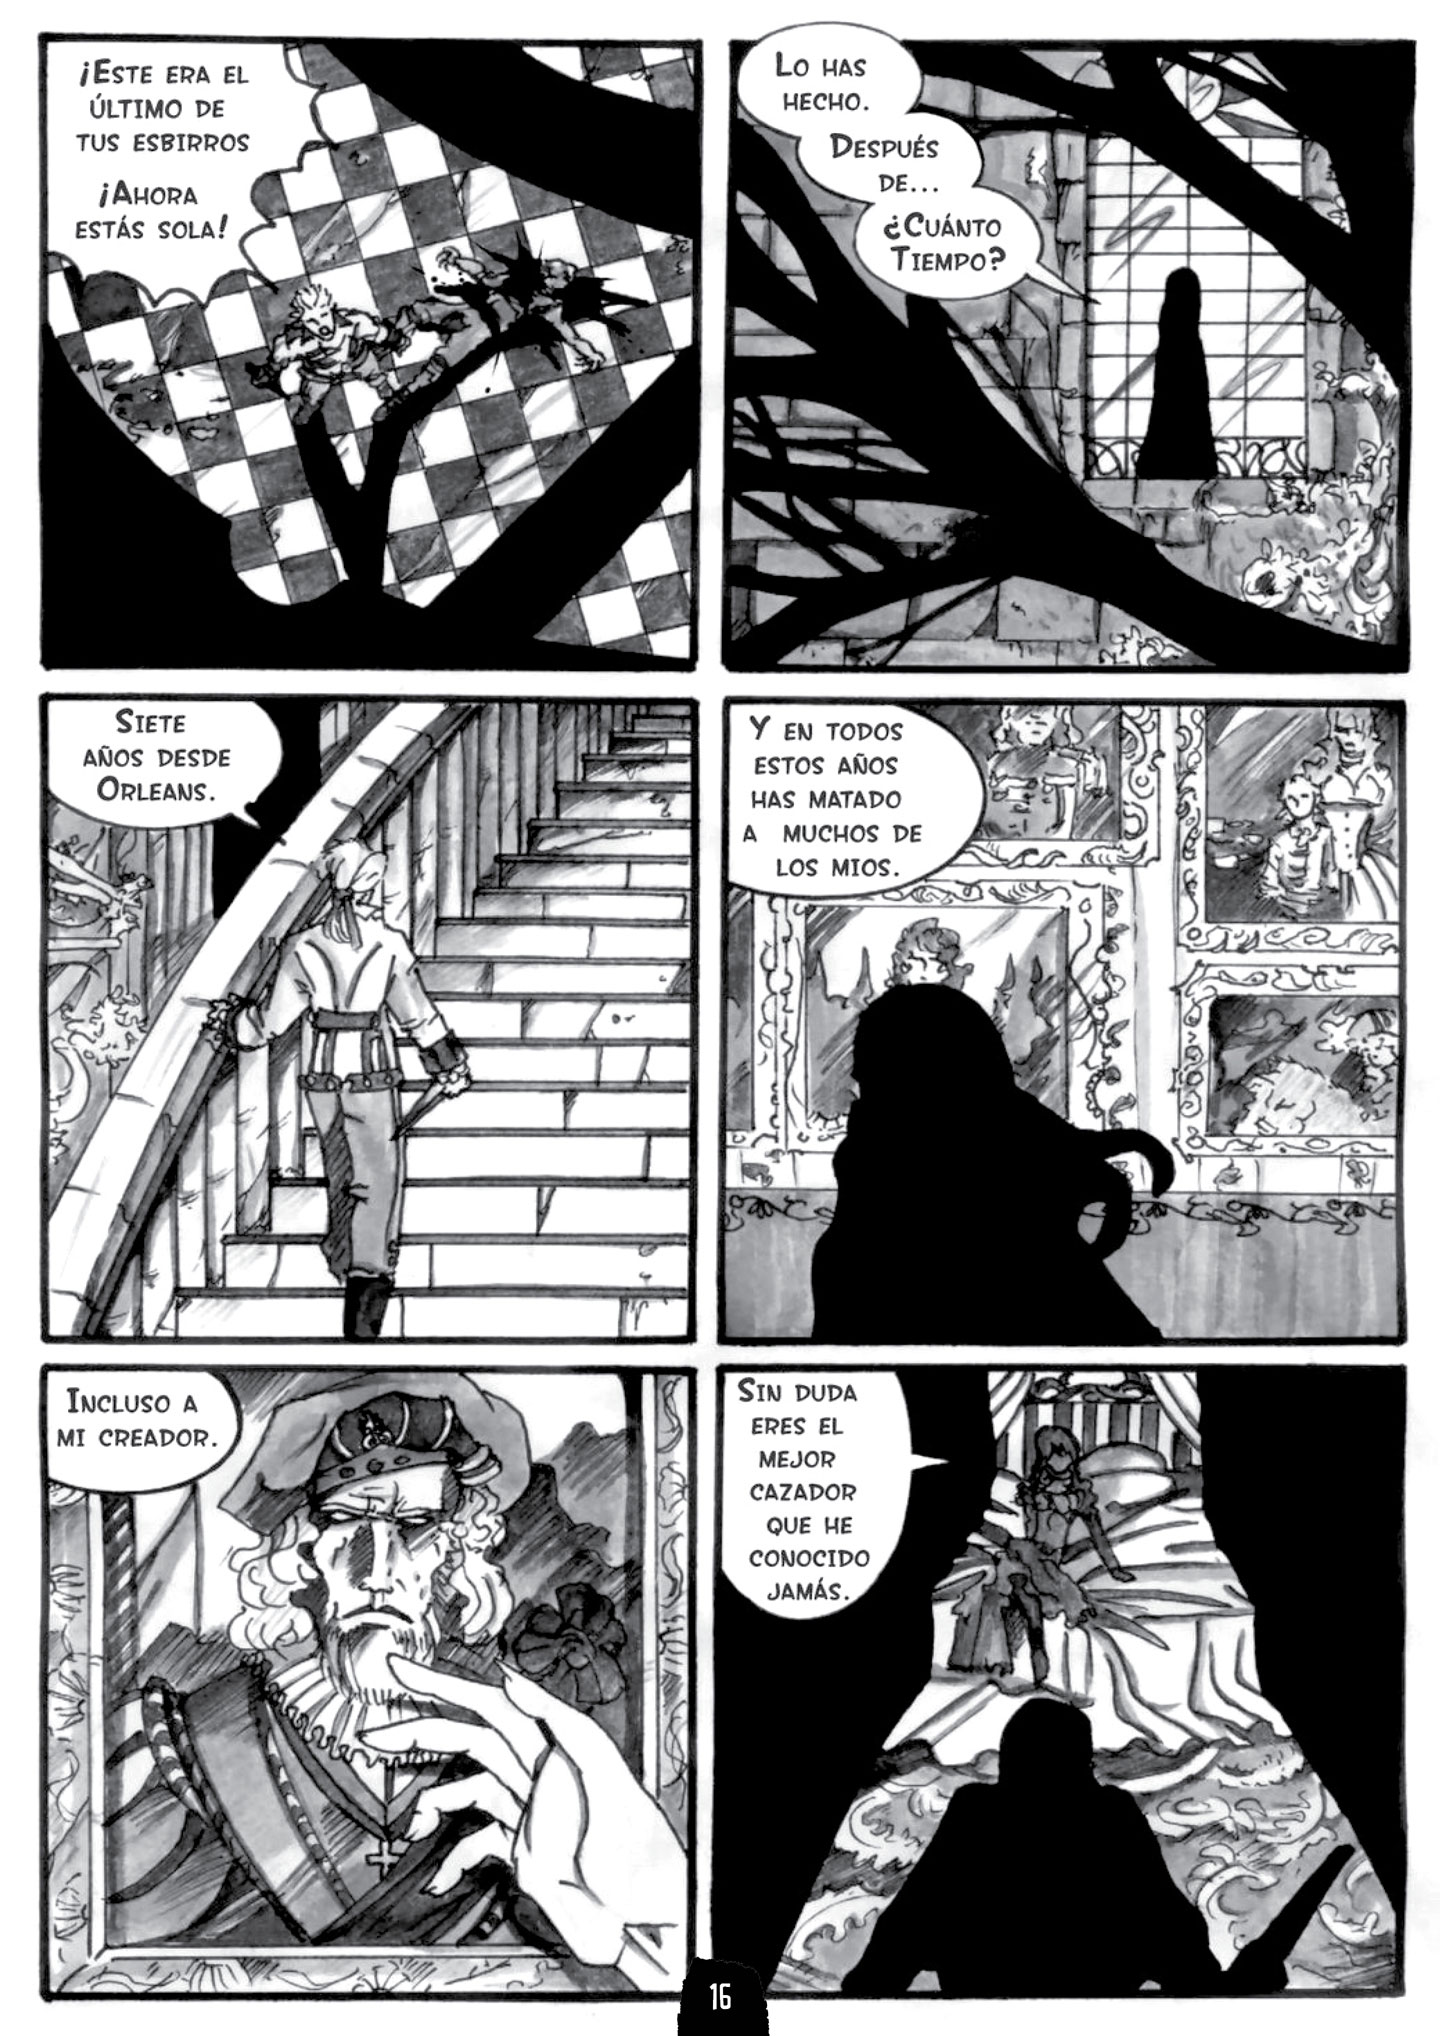 ¡Este era el
último de
tus esbirros
¡Ahora
estás sola!
Lo has
hecho.
Después
de...
¿Cuánto
Tiempo?
Siete
años desde
Orleans.
Y en todos
estos años
has matado
a muchos de
los mios.
Incluso a
mi creador.
Sin duda
eres el
mejor
cazador
que he
conocido
jamás.
16